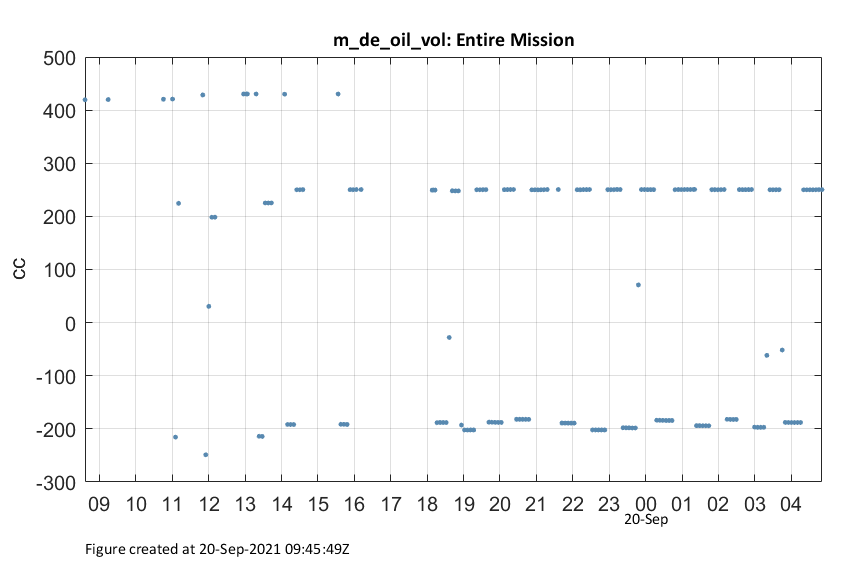 m_de_oil_vol: Entire Mission
500
400
300
200
100
0
-100
-200
-300
cc
09 10 11 12 13 14 15 16 17 18 19 20 21 22 23 00 01 02 03 04
20-Sep
Figure created at 20-Sep-2021 09:45:49Z